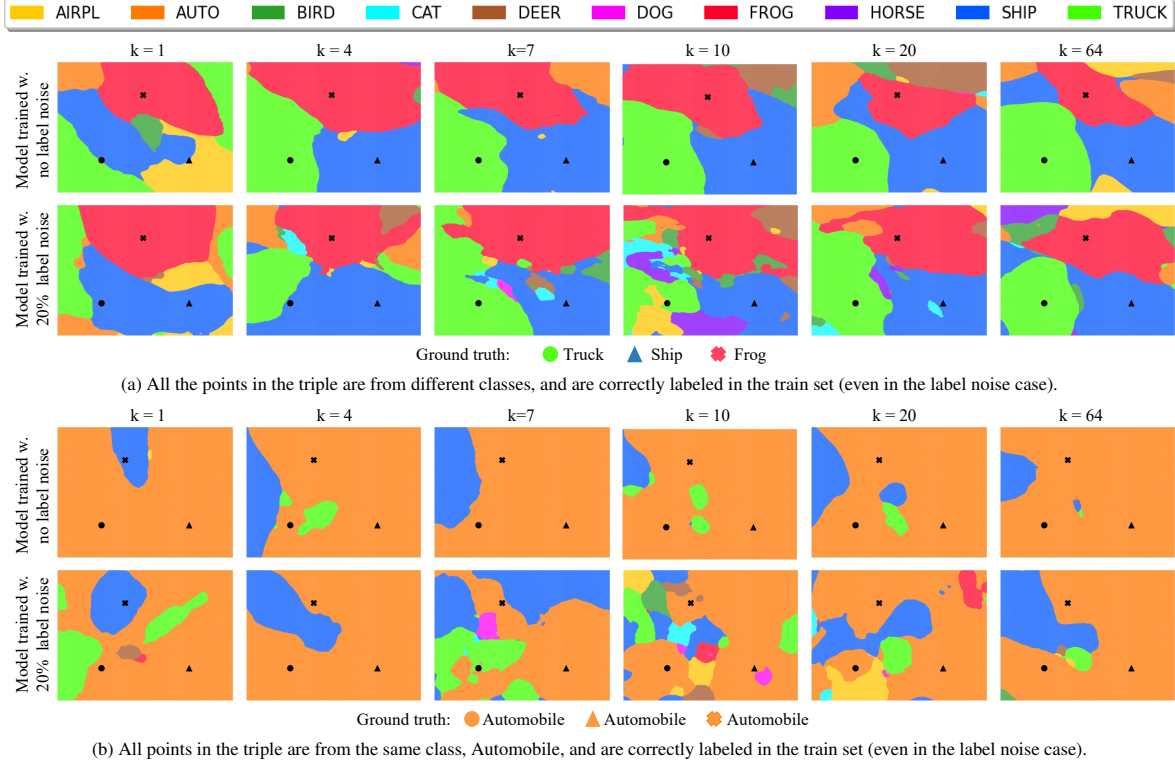 AIRPL AUTO BIRD CAT DEER DOG FROG HORSE SHIP TRUCK
k = 1 k = 4 k=7 k = 10 k = 20 k = 64
Model trained w.
no label noise
Model trained w.
20% label noise
Ground truth: Truck Ship Frog
(a) All the points in the triple are from different classes, and are correctly labeled in the train set (even in the label noise case).
k = 1 k = 4 k=7 k = 10 k = 20 k = 64
Model trained w.
no label noise
Model trained w.
20% label noise
Ground truth: Automobile Automobile Automobile
(b) All points in the triple are from the same class, Automobile, and are correctly labeled in the train set (even in the label noise case).